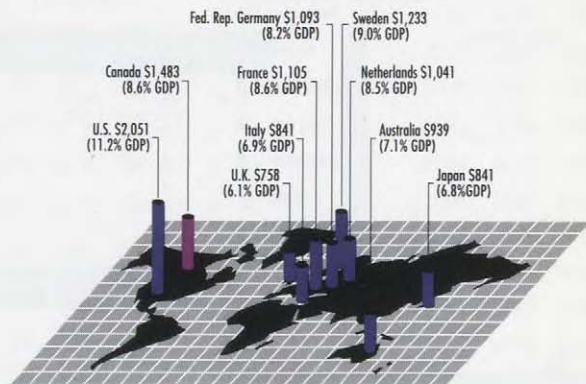 Fed. Rep. Germany $1,093
(8.2% GDP)
Sweden $1,233
(9.0% GDP)
Canada $1,483
(8.6% GDP)
France $1,105
(8.6% GDP)
Netherlands $1,041
(8.5% GDP)
U.S. $2,051
(11.2% GDP)
Italy $841
(6.9% GDP)
Australia $939
(7.1% GDP)
U.K. $758
(6.1% GDP)
Japan $841
(6.8%GDP)